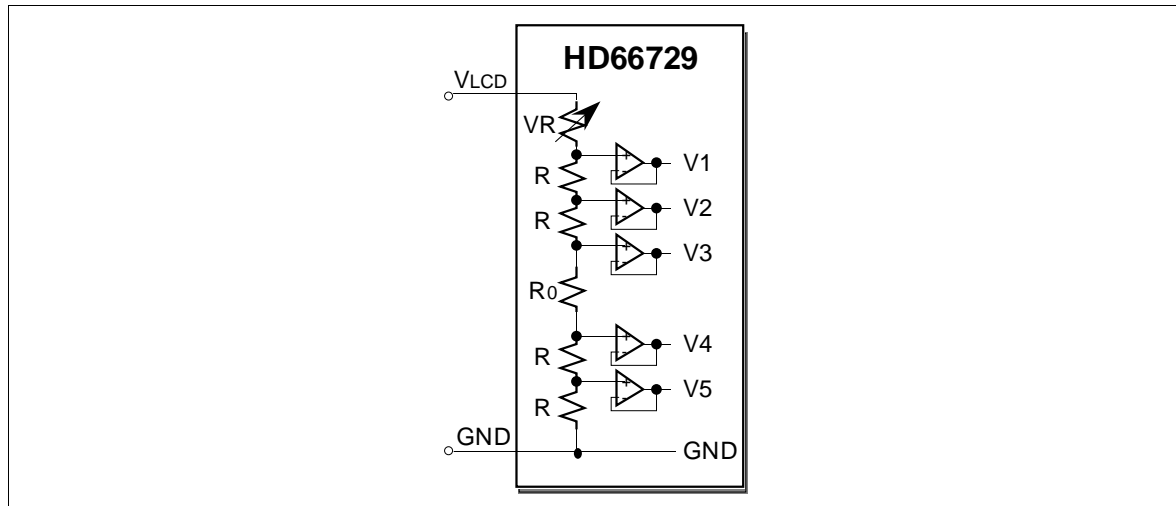 HD66729
VLCD
VR
+
-
V1
R
+
-
V2
R
+
-
V3
R0
+
-
V4
R
+
-
V5
R
GND
GND